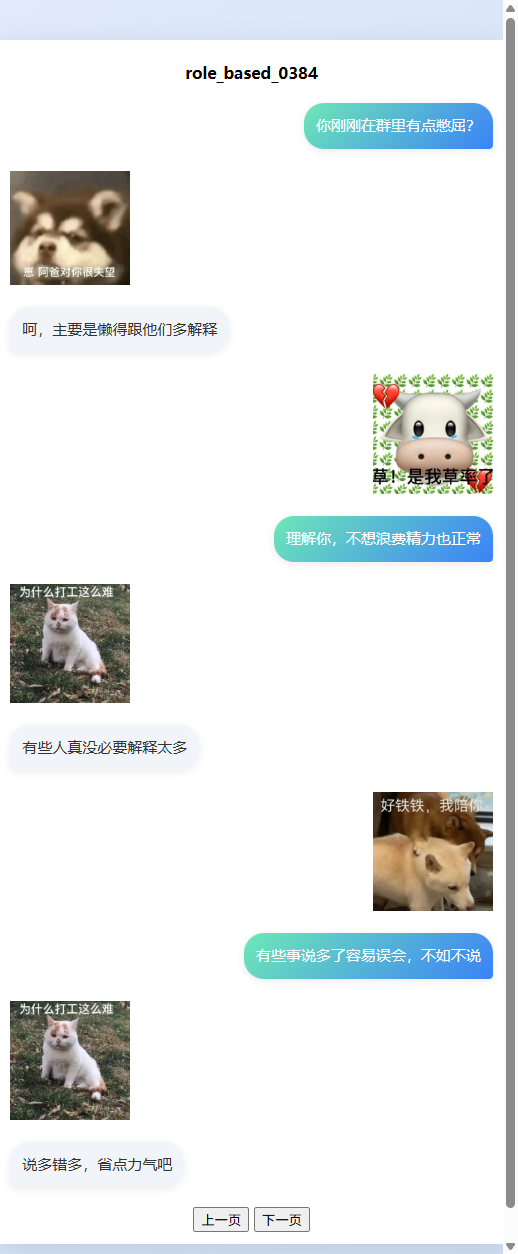 role_based_0384
你刚刚在群里有点憋屈？
崽 阿爸对你很失望
呵，主要是懒得跟他们多解释
草！是我草率了
理解你，不想浪费精力也正常
为什么打工这么难
有些人真没必要解释太多
好铁铁，我陪你
有些事说多了容易误会，不如不说
为什么打工这么难
说多错多，省点力气吧
上一页 下一页